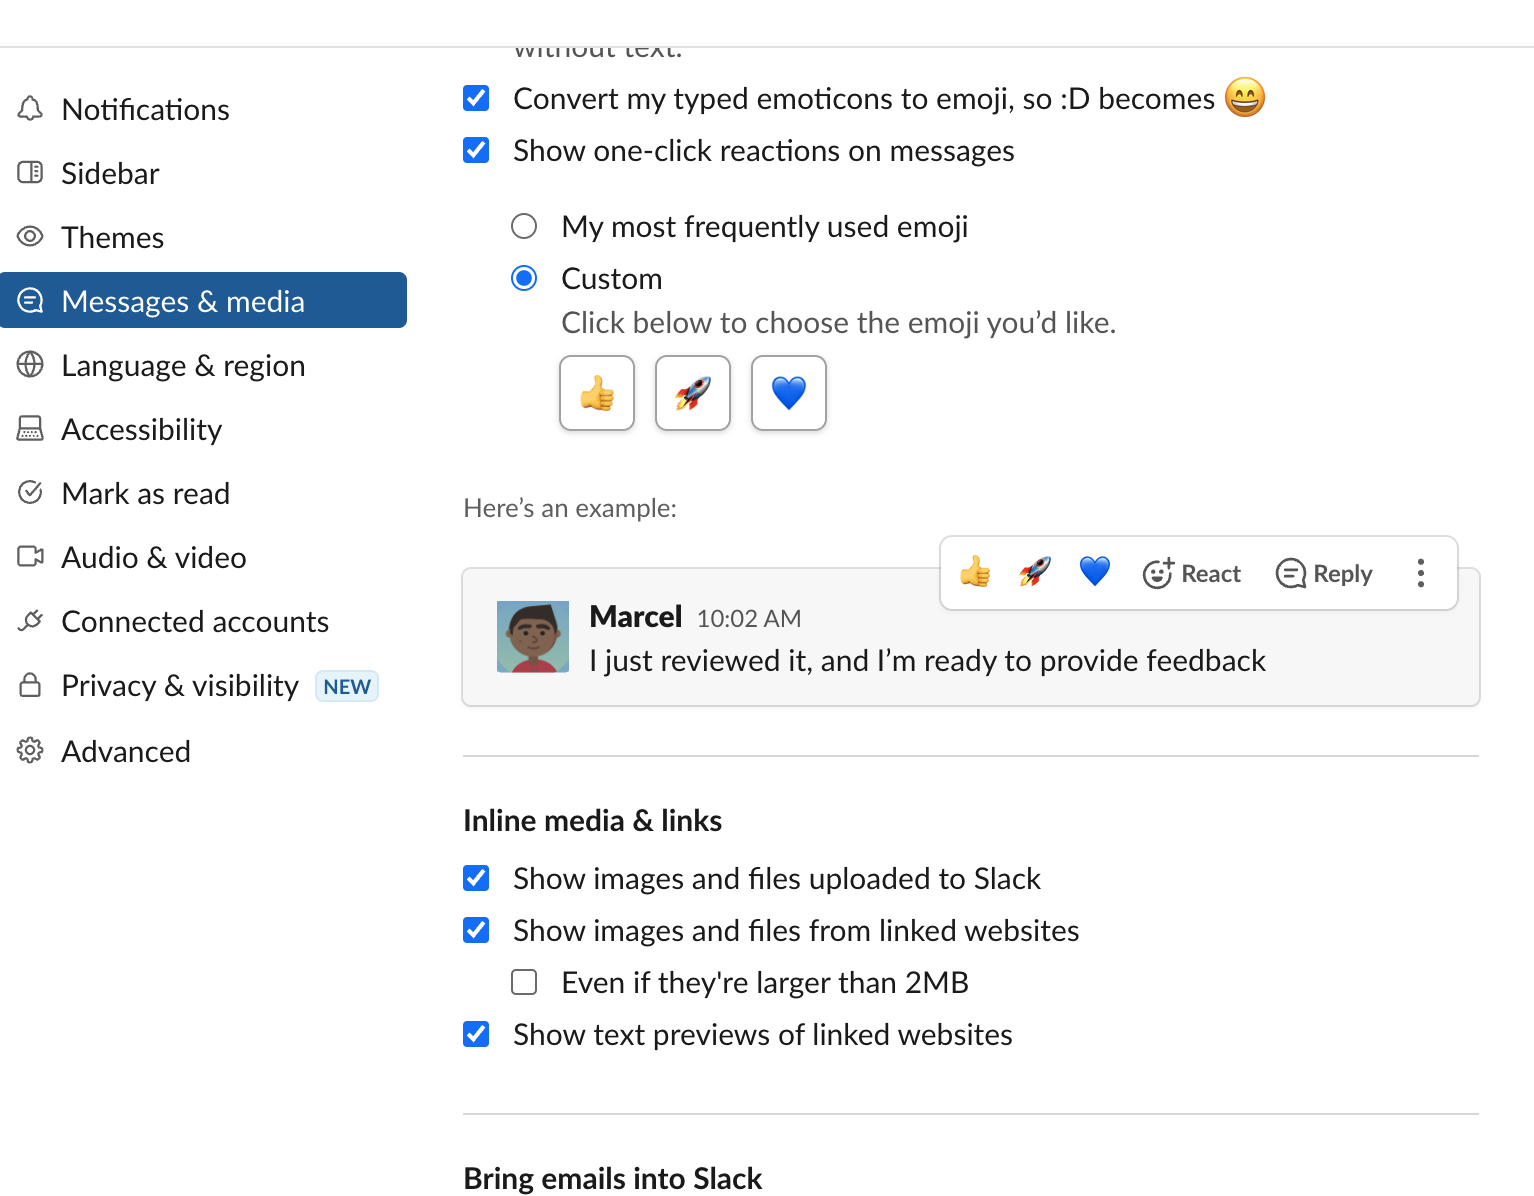 without text.
Notifications
Sidebar
Themes
Messages & media
Language & region
Accessibility
Mark as read
Audio & video
Connected accounts
Privacy & visibility NEW
Advanced
Convert my typed emoticons to emoji, so :D becomes 😄
Show one-click reactions on messages
My most frequently used emoji
Custom
Click below to choose the emoji you’d like.
Here’s an example:
React Reply
Marcel 10:02 AM
I just reviewed it, and I’m ready to provide feedback
Inline media & links
Show images and files uploaded to Slack
Show images and files from linked websites
Even if they're larger than 2MB
Show text previews of linked websites
Bring emails into Slack